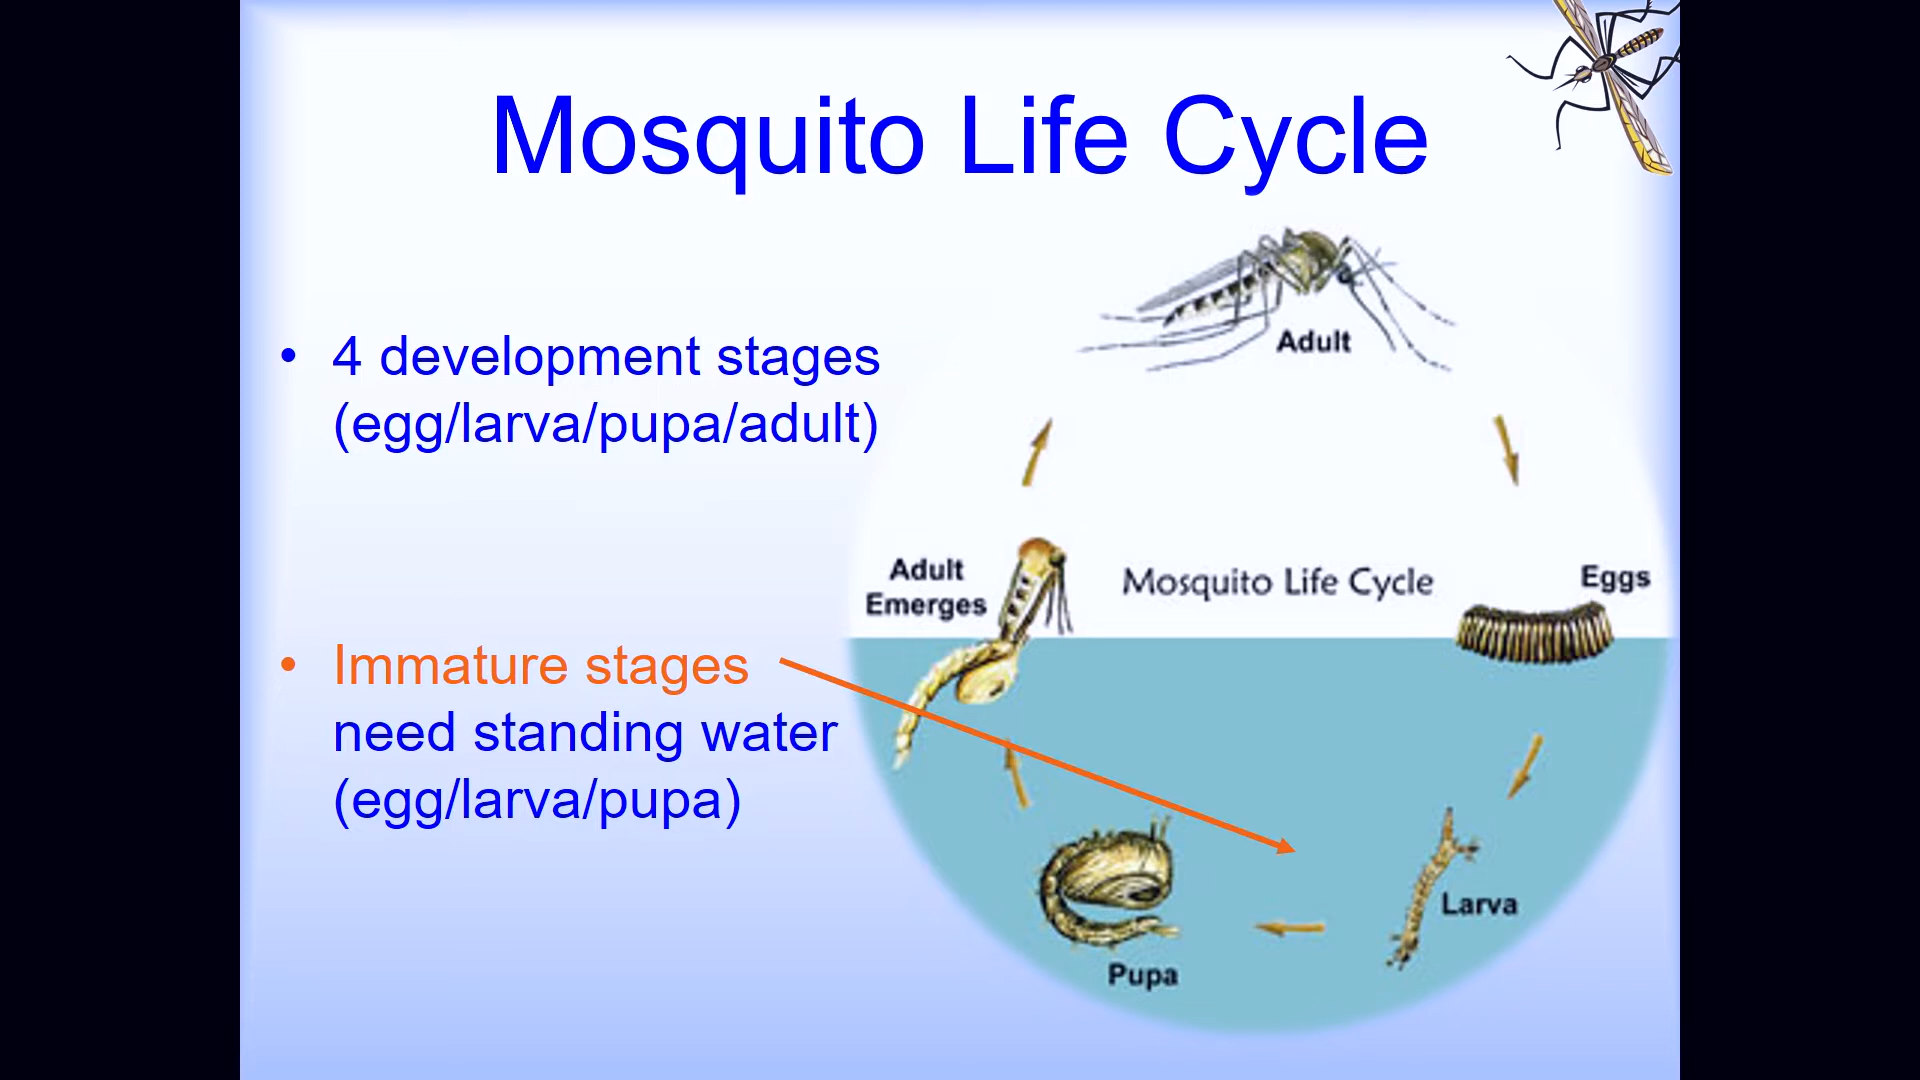 Mosquito Life Cycle
• 4 development stages
(egg/larva/pupa/adult)
• Immature stages
need standing water
(egg/larva/pupa)
Adult
Adult
Emerges
Mosquito Life Cycle
Eggs
Larva
Pupa